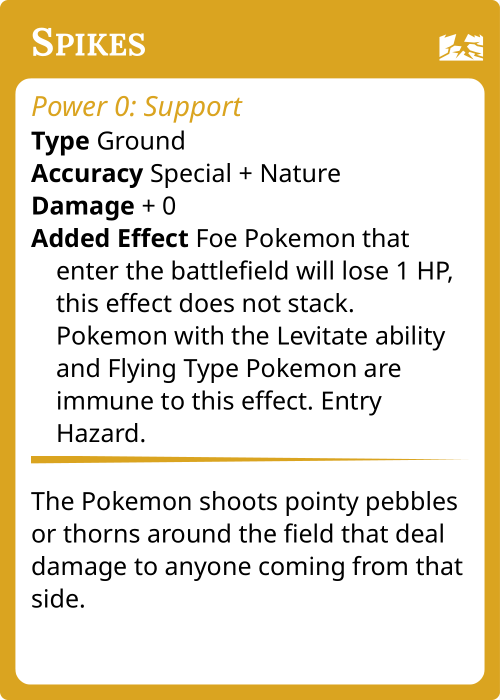 SPIKES
Power 0: Support
Type Ground
Accuracy Special + Nature
Damage + 0
Added Effect Foe Pokemon that
enter the battlefield will lose 1 HP,
this effect does not stack.
Pokemon with the Levitate ability
and Flying Type Pokemon are
immune to this effect. Entry
Hazard.
The Pokemon shoots pointy pebbles
or thorns around the field that deal
damage to anyone coming from that
side.